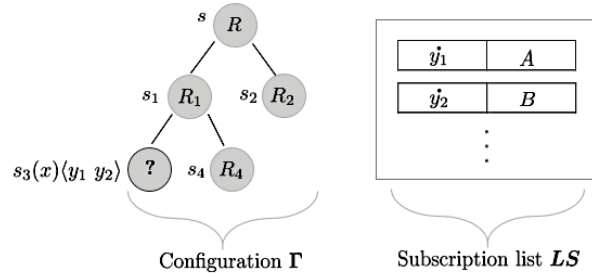 s R
s₁ R₁ s₂ R₂
s₃(x)⟨y₁ y₂⟩ ? s₄ R₄
Configuration Γ
ẏ₁ A
ẏ₂ B
⋮
Subscription list LS